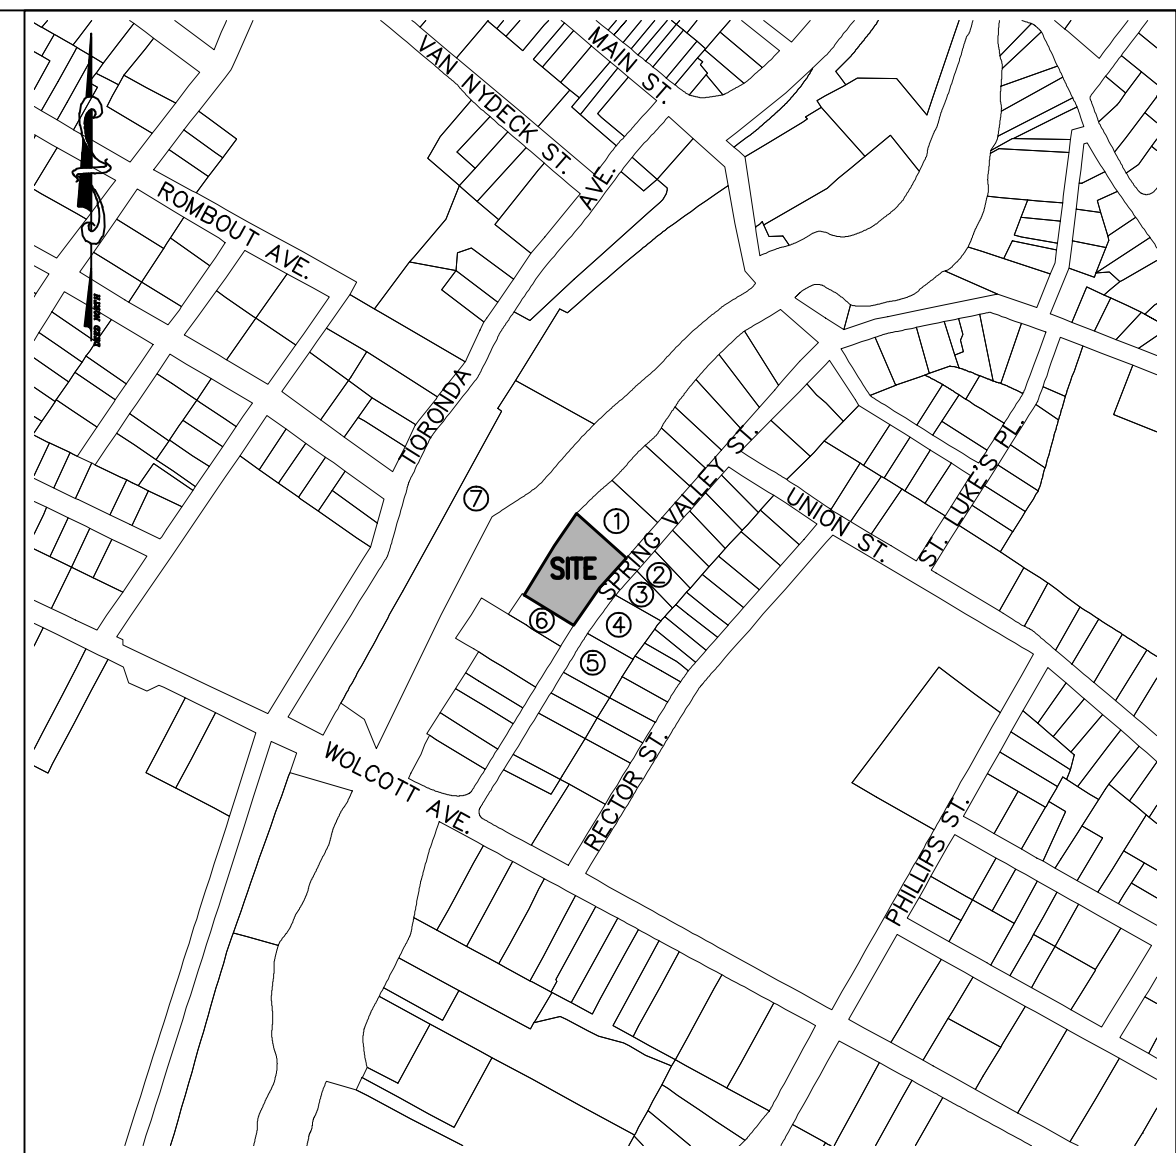 MAIN ST.
VAN NYDECK ST.
AVE.
ROMBOUT AVE.
TIORONDA
SPRING VALLEY ST.
ST. LUKE'S PL.
UNION ST.
⑦
①
SITE
②
③
⑥
④
⑤
WOLCOTT AVE.
RECTOR ST.
PHILLIPS ST.